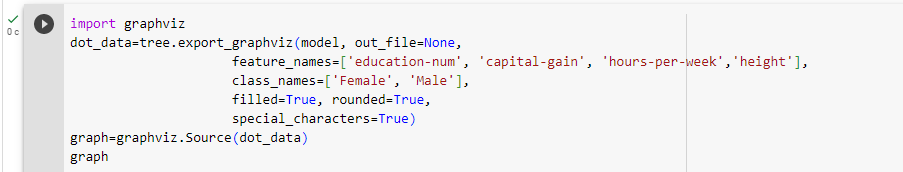 import graphviz
dot_data=tree.export_graphviz(model, out_file=None,
feature_names=['education-num', 'capital-gain', 'hours-per-week','height'],
class_names=['Female', 'Male'],
filled=True, rounded=True,
special_characters=True)
graph=graphviz.Source(dot_data)
graph
0 с